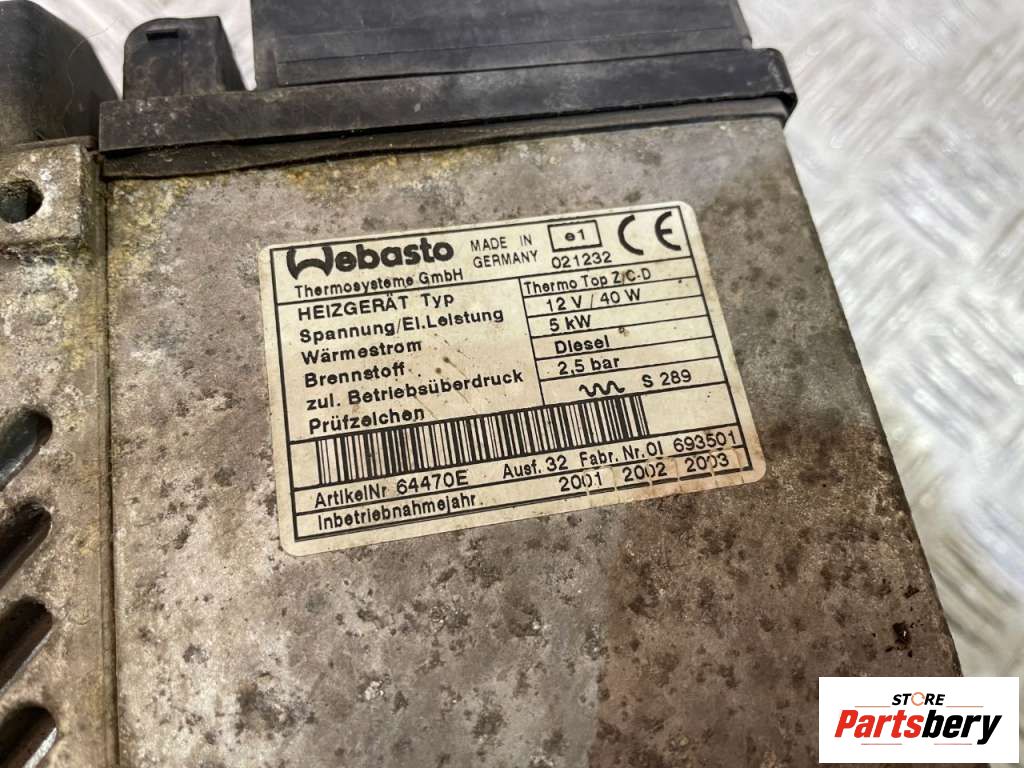 Webasto MADE IN GERMANY e1 021232 CE
Thermosysteme GmbH
HEIZGERÄT Typ Thermo Top Z/C-D
Spannung/El.Leistung 12 V / 40 W
Wärmestrom 5 kW
Brennstoff Diesel
zul. Betriebsüberdruck 2,5 bar
Prüfzeichen S 289
ArtikelNr 64470E Ausf. 32 Fabr. Nr. 01 693501
Inbetriebnahmejahr. 2001 2002 2003
STORE
Partsbery